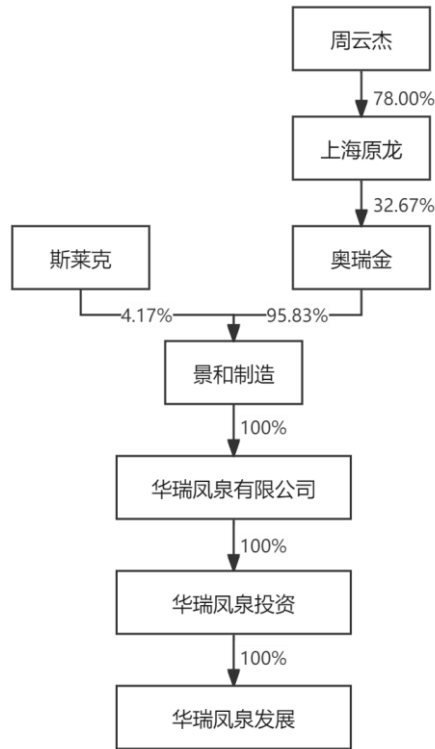 周云杰
78.00%
上海原龙
32.67%
斯莱克
奥瑞金
4.17%
95.83%
景和制造
100%
华瑞凤泉有限公司
100%
华瑞凤泉投资
100%
华瑞凤泉发展